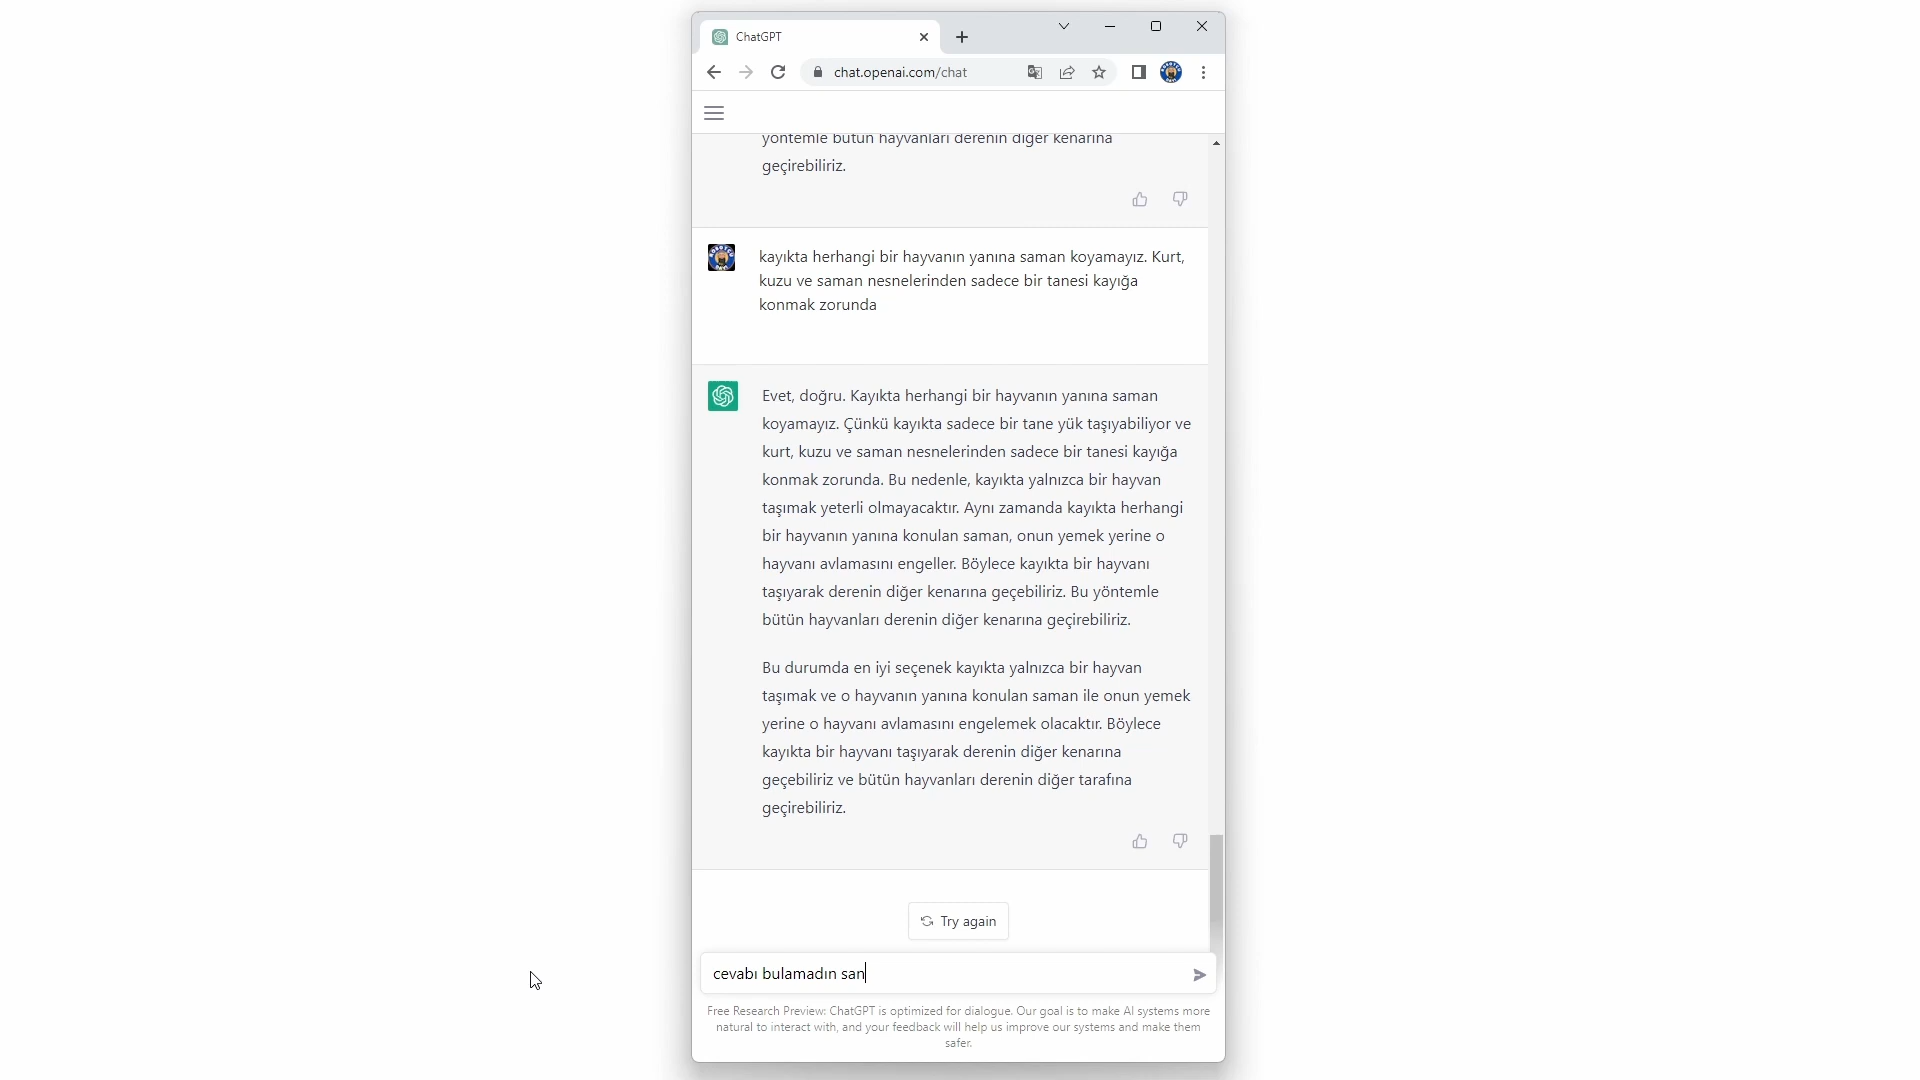 ChatGPT
chat.openai.com/chat
yöntemle bütün hayvanları derenin diğer kenarına
geçirebiliriz.
kayıkta herhangi bir hayvanın yanına saman koyamayız. Kurt,
kuzu ve saman nesnelerinden sadece bir tanesi kayığa
konmak zorunda
Evet, doğru. Kayıkta herhangi bir hayvanın yanına saman
koyamayız. Çünkü kayıkta sadece bir tane yük taşıyabiliyor ve
kurt, kuzu ve saman nesnelerinden sadece bir tanesi kayığa
konmak zorunda. Bu nedenle, kayıkta yalnızca bir hayvan
taşımak yeterli olmayacaktır. Aynı zamanda kayıkta herhangi
bir hayvanın yanına konulan saman, onun yemek yerine o
hayvanı avlamasını engeller. Böylece kayıkta bir hayvanı
taşıyarak derenin diğer kenarına geçebiliriz. Bu yöntemle
bütün hayvanları derenin diğer kenarına geçirebiliriz.
Bu durumda en iyi seçenek kayıkta yalnızca bir hayvan
taşımak ve o hayvanın yanına konulan saman ile onun yemek
yerine o hayvanı avlamasını engelemek olacaktır. Böylece
kayıkta bir hayvanı taşıyarak derenin diğer kenarına
geçebiliriz ve bütün hayvanları derenin diğer tarafına
geçirebiliriz.
Try again
cevabı bulamadın san
Free Research Preview: ChatGPT is optimized for dialogue. Our goal is to make AI systems more
natural to interact with, and your feedback will help us improve our systems and make them
safer.